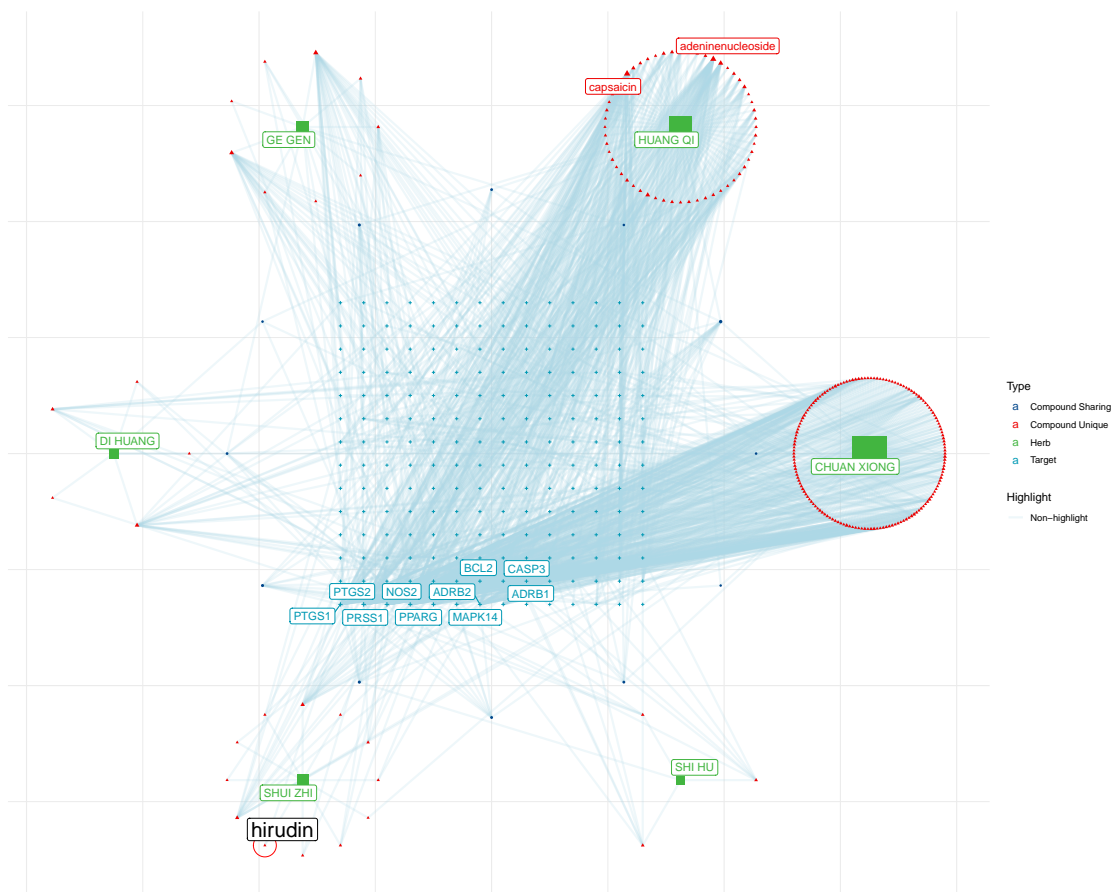 adeninenucleoside
capsaicin
HUANG QI
GE GEN
DI HUANG
CHUAN XIONG
BCL2
CASP3
PTGS2
NOS2
ADRB2
ADRB1
PTGS1
PRSS1
PPARG
MAPK14
SHI HU
SHUI ZHI
hirudin
Type
a Compound Sharing
a Compound Unique
a Herb
a Target
Highlight
Non−highlight